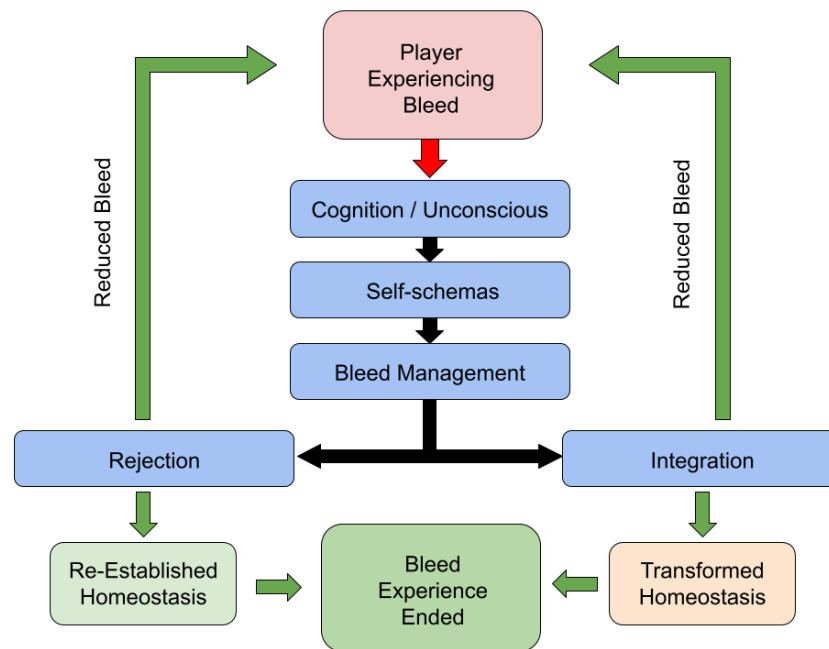 Player
Experiencing
Bleed
Reduced Bleed
Reduced Bleed
Cognition / Unconscious
Self-schemas
Bleed Management
Rejection
Integration
Re-Established
Homeostasis
Bleed
Experience
Ended
Transformed
Homeostasis